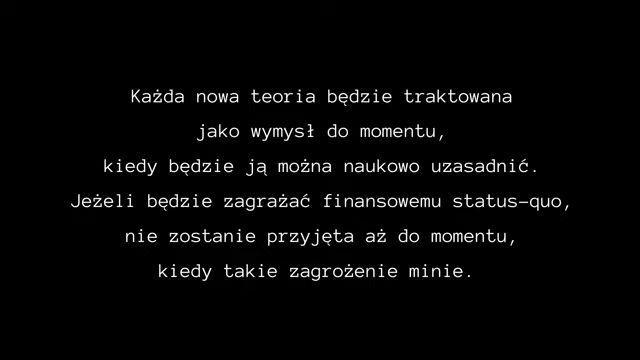 Każda nowa teoria będzie traktowana
jako wymysł do momentu,
kiedy będzie ją można naukowo uzasadnić.
Jeżeli będzie zagrażać finansowemu status-quo,
nie zostanie przyjęta aż do momentu,
kiedy takie zagrożenie minie.